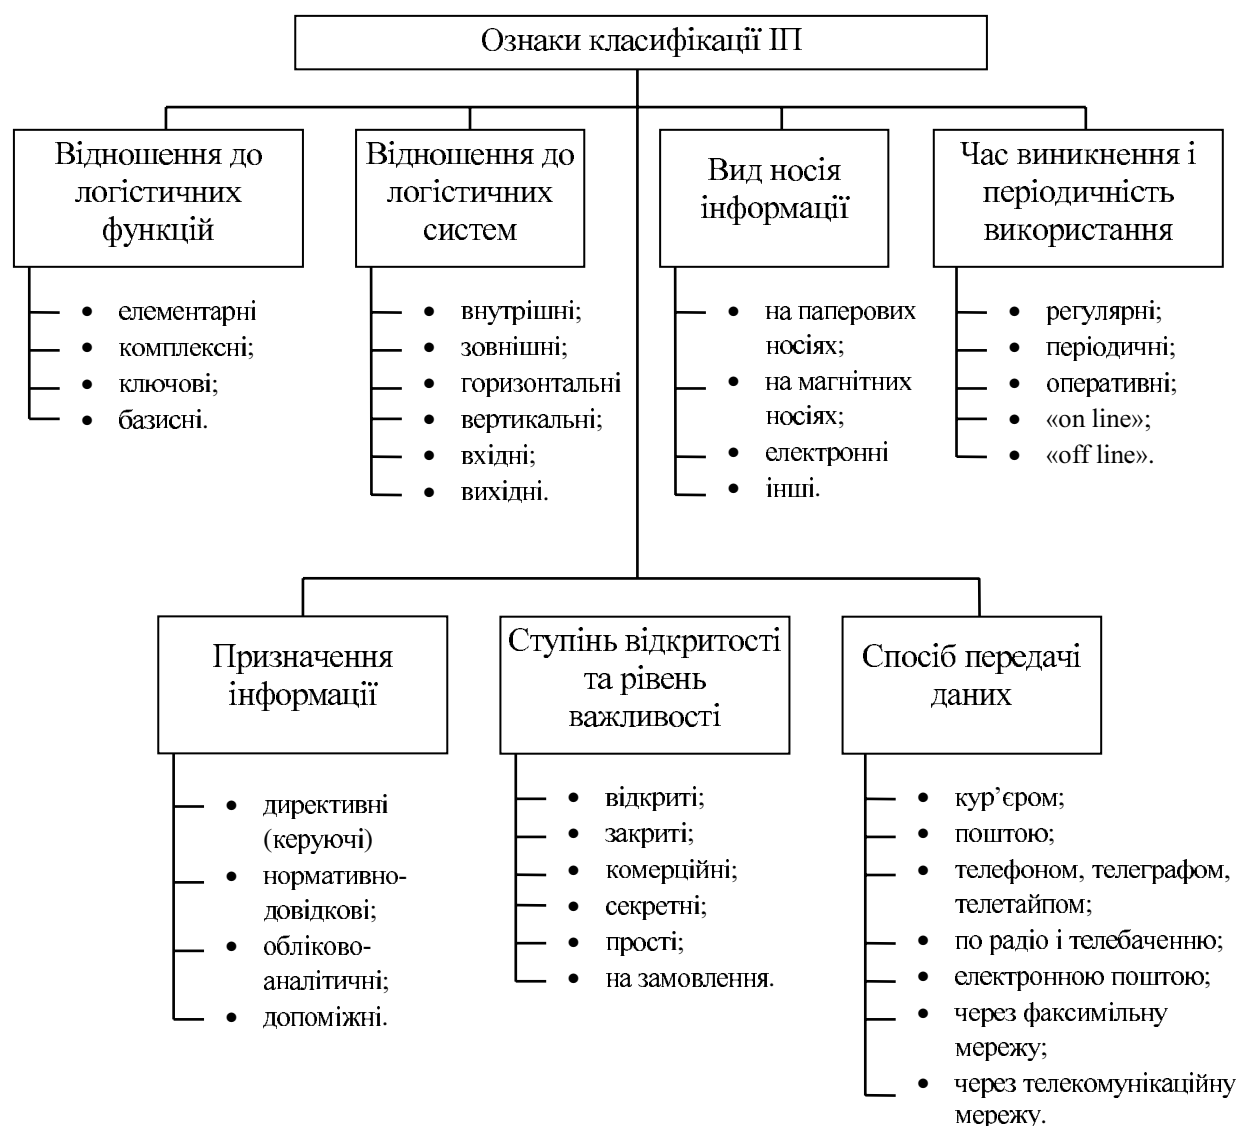 Ознаки класифікації ІП
Відношення до
логістичних
функцій
• елементарні
• комплексні;
• ключові;
• базисні.
Відношення до
логістичних
систем
• внутрішні;
• зовнішні;
• горизонтальні
• вертикальні;
• вхідні;
• вихідні.
Вид носія
інформації
• на паперових
носіях;
• на магнітних
носіях;
• електронні
• інші.
Час виникнення і
періодичність
використання
• регулярні;
• періодичні;
• оперативні;
• «on line»;
• «off line».
Призначення
інформації
• директивні
(керуючі)
• нормативно-
довідкові;
• обліково-
аналітичні;
• допоміжні.
Ступінь відкритості
та рівень
важливості
• відкриті;
• закриті;
• комерційні;
• секретні;
• прості;
• на замовлення.
Спосіб передачі
даних
• кур’єром;
• поштою;
• телефоном, телеграфом,
телетайпом;
• по радіо і телебаченню;
• електронною поштою;
• через факсимільну
мережу;
• через телекомунікаційну
мережу.